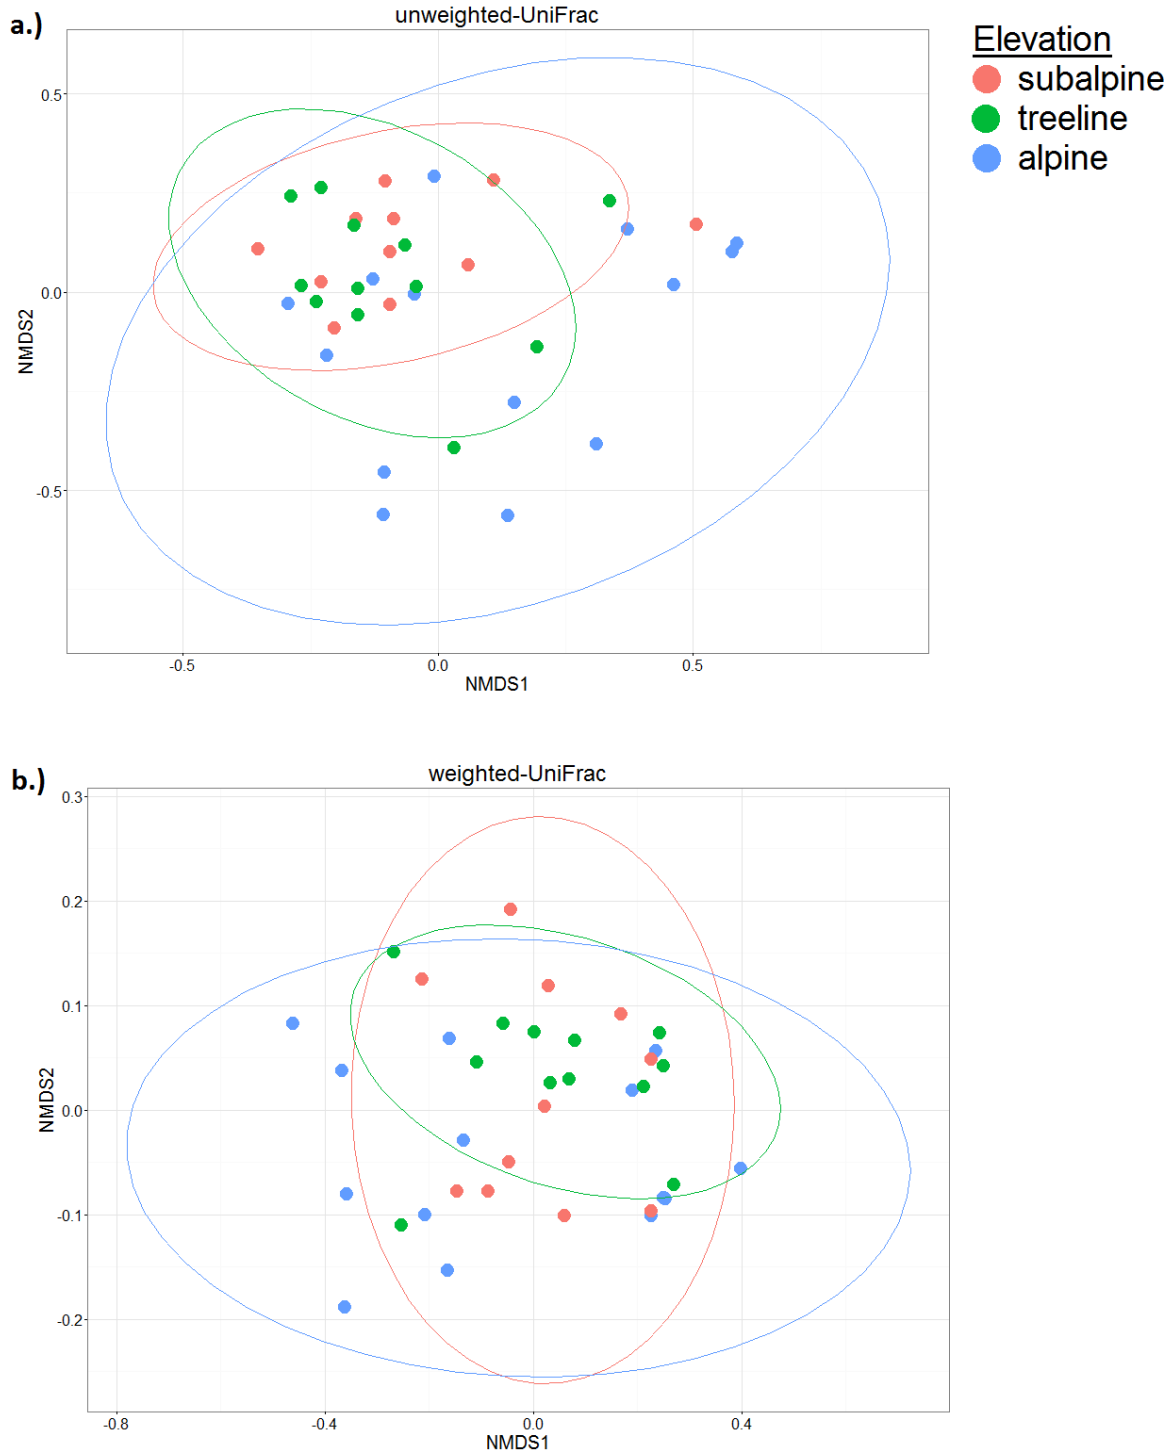 a.)
unweighted-UniFrac
Elevation
subalpine
treeline
alpine
0.5
0.0
-0.5
NMDS2
-0.5 0.0 0.5
NMDS1
b.)
weighted-UniFrac
0.3
0.2
0.1
0.0
-0.1
-0.2
NMDS2
-0.8 -0.4 0.0 0.4
NMDS1